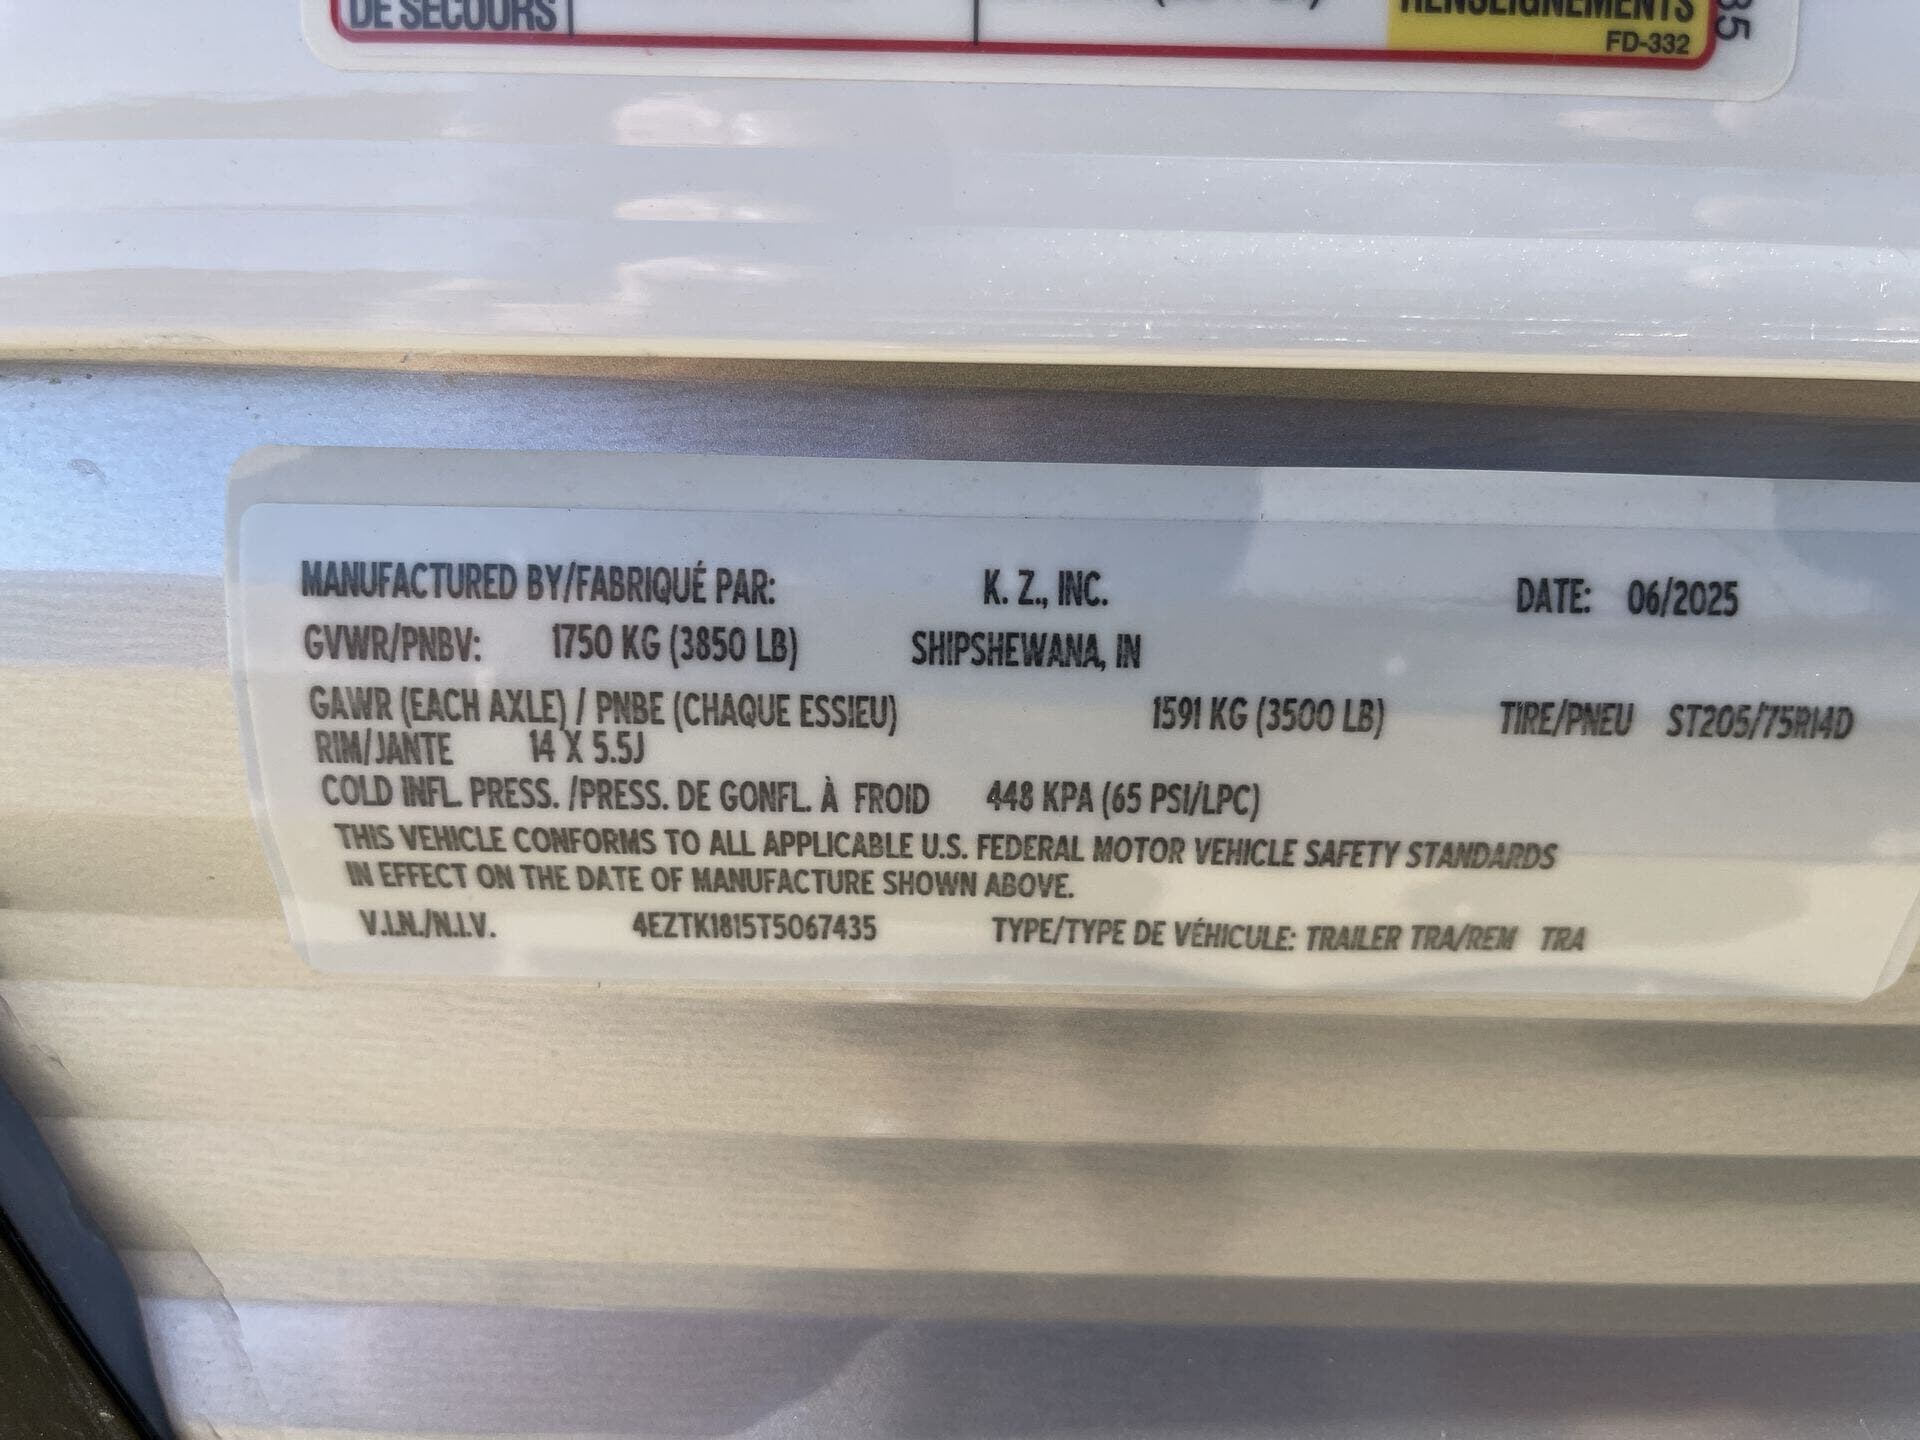 DE SECOURS
RENSEIGNEMENTS
FD-332
35
MANUFACTURED BY/FABRIQUÉ PAR: K. Z., INC. DATE: 06/2025
GVWR/PNBV: 1750 KG (3850 LB) SHIPSHEWANA, IN
GAWR (EACH AXLE) / PNBE (CHAQUE ESSIEU) 1591 KG (3500 LB) TIRE/PNEU ST205/75R14D
RIM/JANTE 14 X 5.5J
COLD INFL. PRESS. /PRESS. DE GONFL. À FROID 448 KPA (65 PSI/LPC)
THIS VEHICLE CONFORMS TO ALL APPLICABLE U.S. FEDERAL MOTOR VEHICLE SAFETY STANDARDS
IN EFFECT ON THE DATE OF MANUFACTURE SHOWN ABOVE.
V.I.N./N.I.V. 4EZTK1815T5067435 TYPE/TYPE DE VÉHICULE: TRAILER TRA/REM TRA